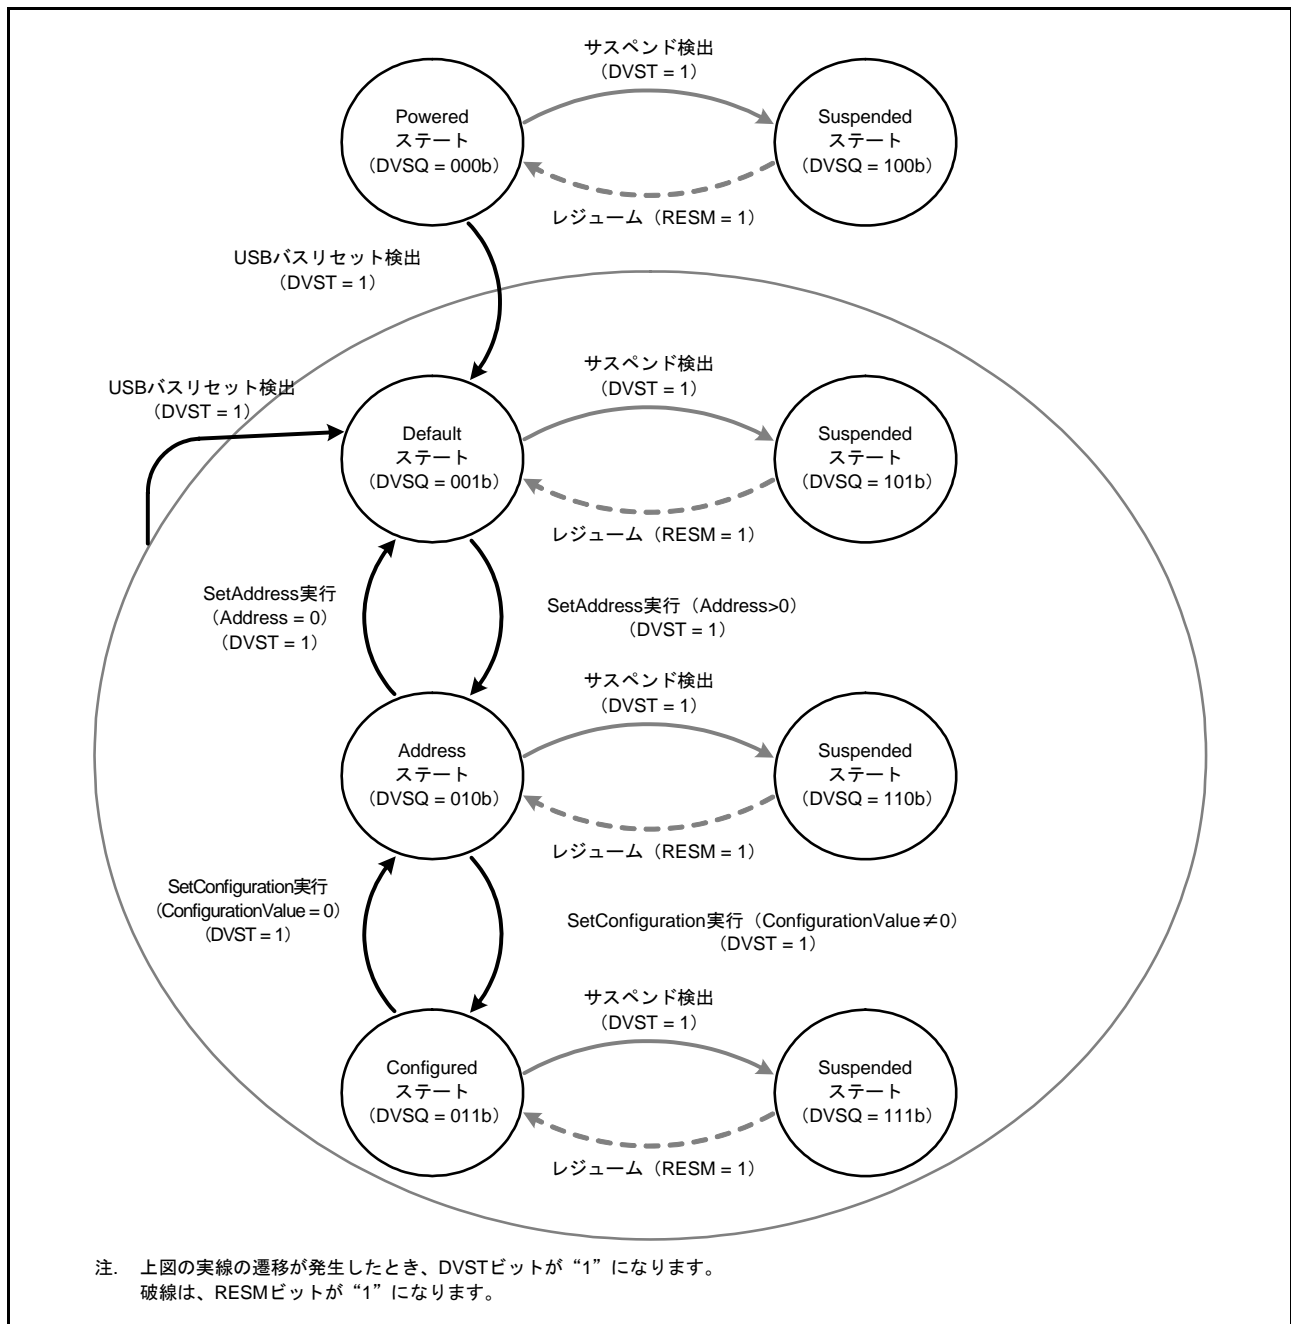 サスペンド検出
（DVST = 1）
Powered
ステート
（DVSQ = 000b）
Suspended
ステート
（DVSQ = 100b）
レジューム（RESM = 1）
USBバスリセット検出
（DVST = 1）
サスペンド検出
（DVST = 1）
USBバスリセット検出
（DVST = 1）
Default
ステート
（DVSQ = 001b）
Suspended
ステート
（DVSQ = 101b）
レジューム（RESM = 1）
SetAddress実行
（Address = 0）
（DVST = 1）
SetAddress実行（Address>0）
（DVST = 1）
サスペンド検出
（DVST = 1）
Address
ステート
（DVSQ = 010b）
Suspended
ステート
（DVSQ = 110b）
レジューム（RESM = 1）
SetConfiguration実行
（ConfigurationValue = 0）
（DVST = 1）
SetConfiguration実行（ConfigurationValue≠0）
（DVST = 1）
サスペンド検出
（DVST = 1）
Configured
ステート
（DVSQ = 011b）
Suspended
ステート
（DVSQ = 111b）
レジューム（RESM = 1）
注. 上図の実線の遷移が発生したとき、DVSTビットが“1”になります。
破線は、RESMビットが“1”になります。